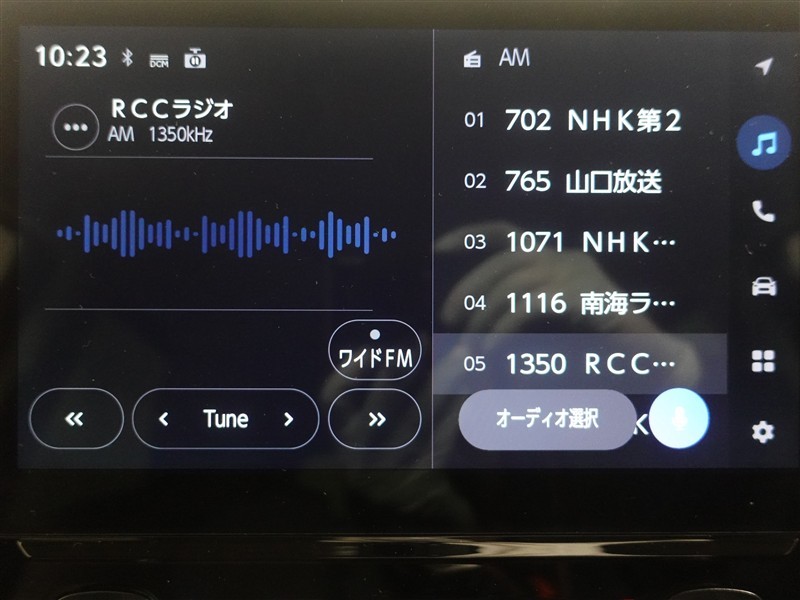 10:23 DCM
RCCラジオ
AM 1350kHz
ワイドFM
Tune
AM
01 702 NHK第2
02 765 山口放送
03 1071 NHK…
04 1116 南海ラ…
05 1350 RCC…
オーディオ選択
K